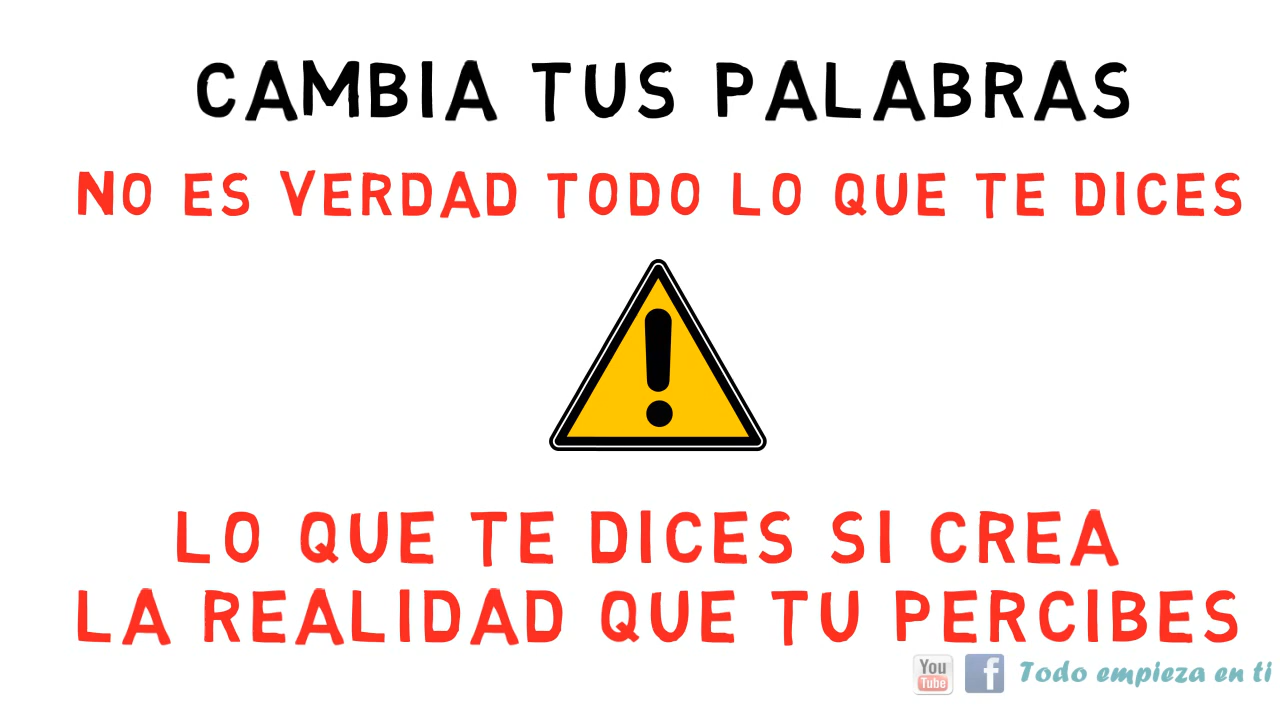 CAMBIA TUS PALABRAS
NO ES VERDAD TODO LO QUE TE DICES
LO QUE TE DICES SI CREA
LA REALIDAD QUE TU PERCIBES
You Tube f Todo empieza en ti